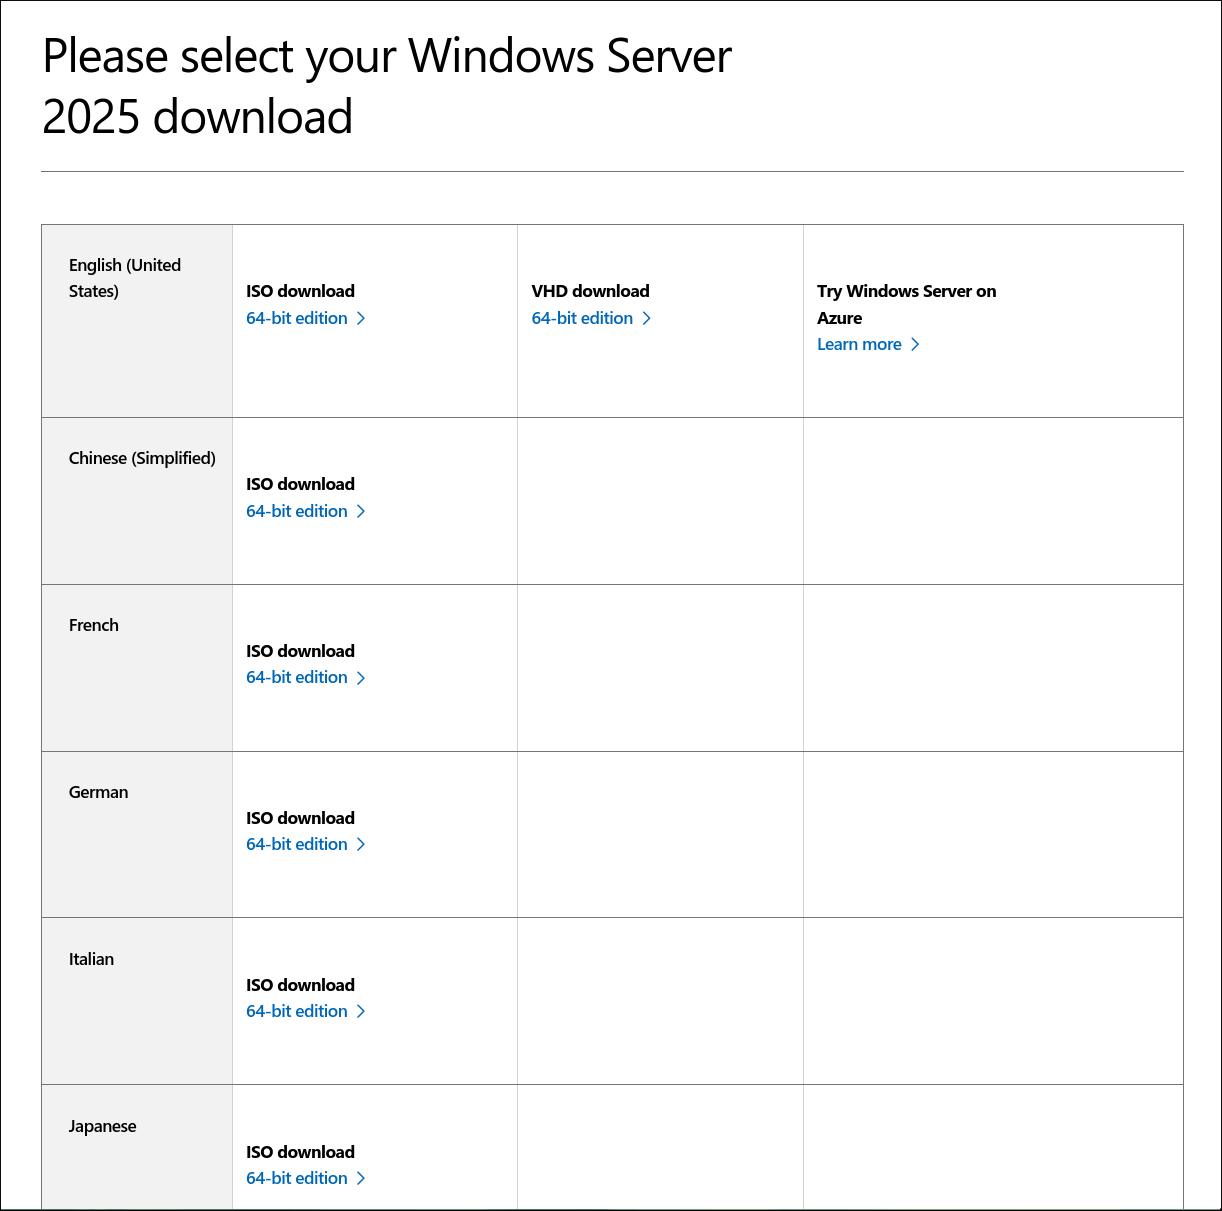 Please select your Windows Server
2025 download
English (United
States)
ISO download
64-bit edition
VHD download
64-bit edition
Try Windows Server on
Azure
Learn more
Chinese (Simplified)
ISO download
64-bit edition
French
ISO download
64-bit edition
German
ISO download
64-bit edition
Italian
ISO download
64-bit edition
Japanese
ISO download
64-bit edition